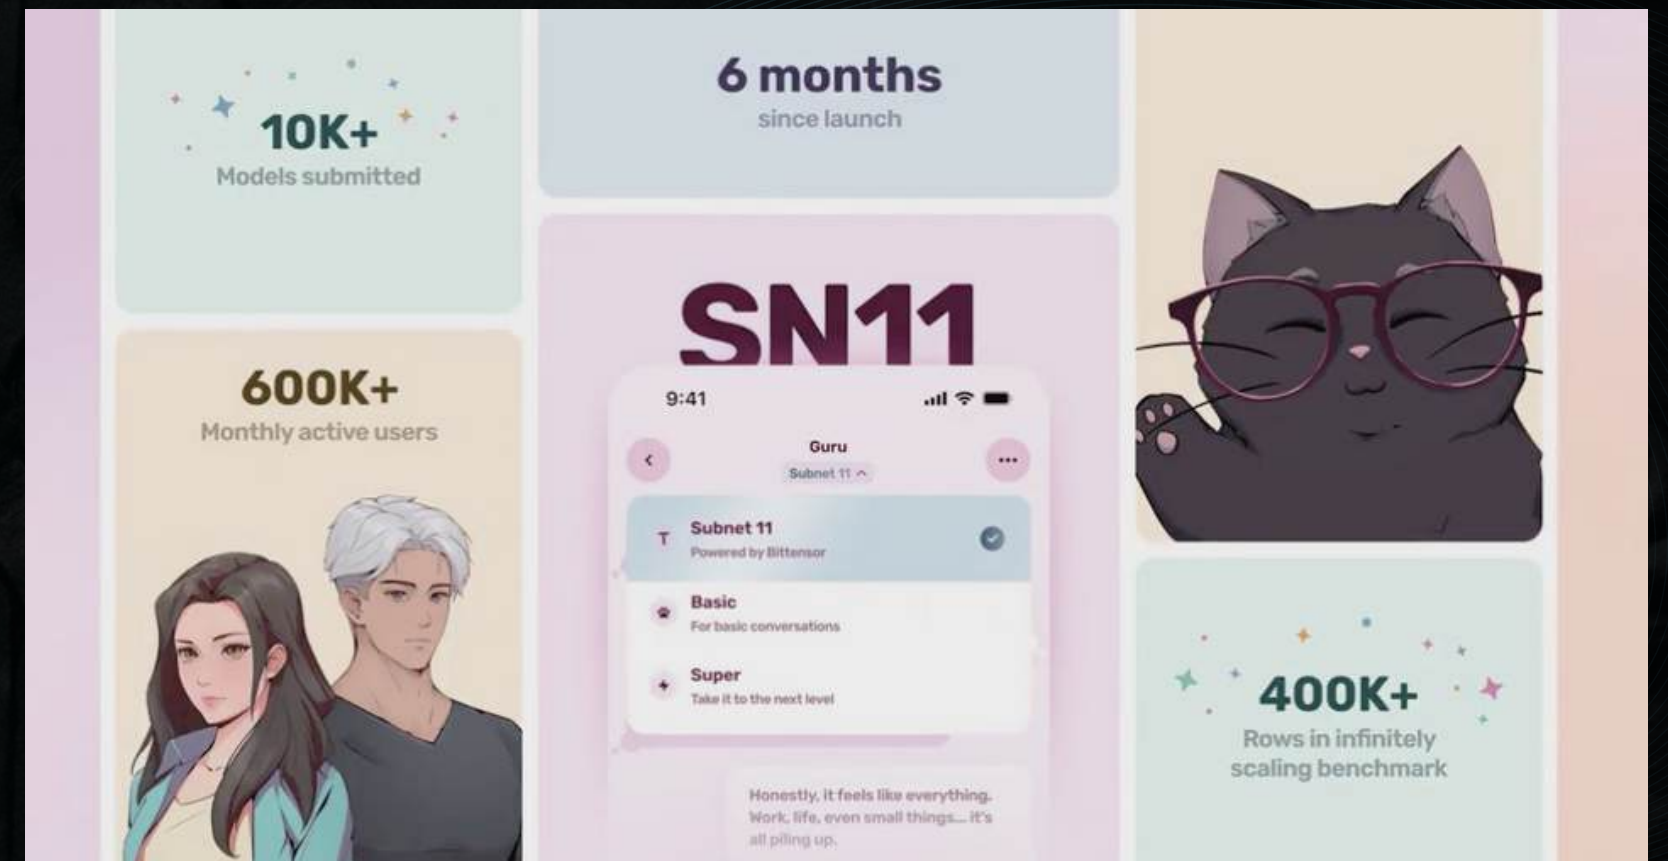 10K+
Models submitted
600K+
Monthly active users
6 months
since launch
SN11
9:41
Guru
Subnet 11
Subnet 11
Powered by Bittensor
Basic
For basic conversations
Super
Take it to the next level
Honestly, it feels like everything.
Work, life, even small things... it's
all piling up.
400K+
Rows in infinitely
scaling benchmark